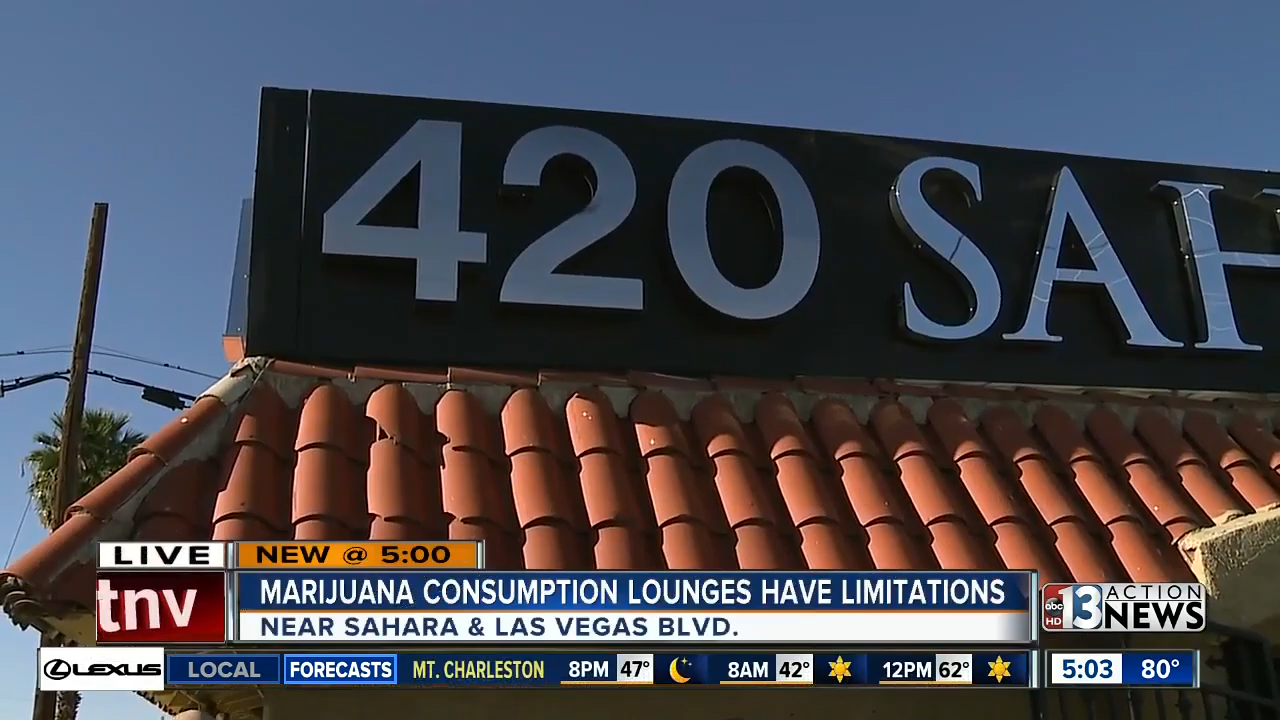 420 SAH
LIVE
NEW @ 5:00
tnv
MARIJUANA CONSUMPTION LOUNGES HAVE LIMITATIONS
NEAR SAHARA & LAS VEGAS BLVD.
abc 13 ACTION NEWS
HD
LEXUS LOCAL FORECASTS MT. CHARLESTON 8PM 47° 8AM 42° 12PM 62° 5:03 80°